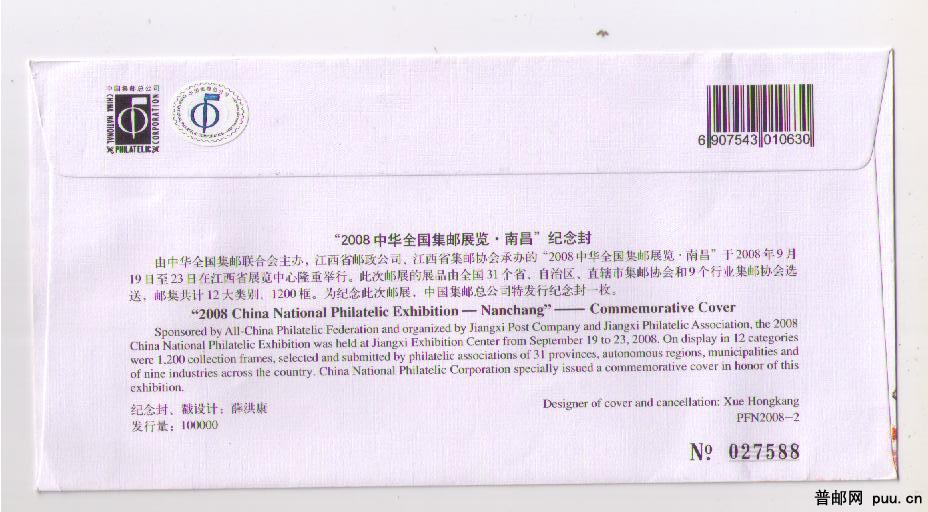 中国集邮总公司
CHINA NATIONAL
PHILATELIC
CORPORATION
中国集邮总公司
6 907543 010630
“2008中华全国集邮展览·南昌”纪念封
由中华全国集邮联合会主办，江西省邮政公司、江西省集邮协会承办的“2008中华全国集邮展览·南昌”于2008年9月
19日至23日在江西省展览中心隆重举行。此次邮展的展品由全国31个省、自治区、直辖市集邮协会和9个行业集邮协会选
送，邮集共计12大类别、1200框。为纪念此次邮展，中国集邮总公司特发行纪念封一枚。
“2008 China National Philatelic Exhibition — Nanchang” —— Commemorative Cover
Sponsored by All-China Philatelic Federation and organized by Jiangxi Post Company and Jiangxi Philatelic Association, the 2008
China National Philatelic Exhibition was held at Jiangxi Exhibition Center from September 19 to 23, 2008. On display in 12 categories
were 1,200 collection frames, selected and submitted by philatelic associations of 31 provinces, autonomous regions, municipalities and
of nine industries across the country. China National Philatelic Corporation specially issued a commemorative cover in honor of this
exhibition.
纪念封、戳设计：薛洪康
发行量：100000
Designer of cover and cancellation: Xue Hongkang
PFN2008−2
№ 027588
普邮网 puu.cn